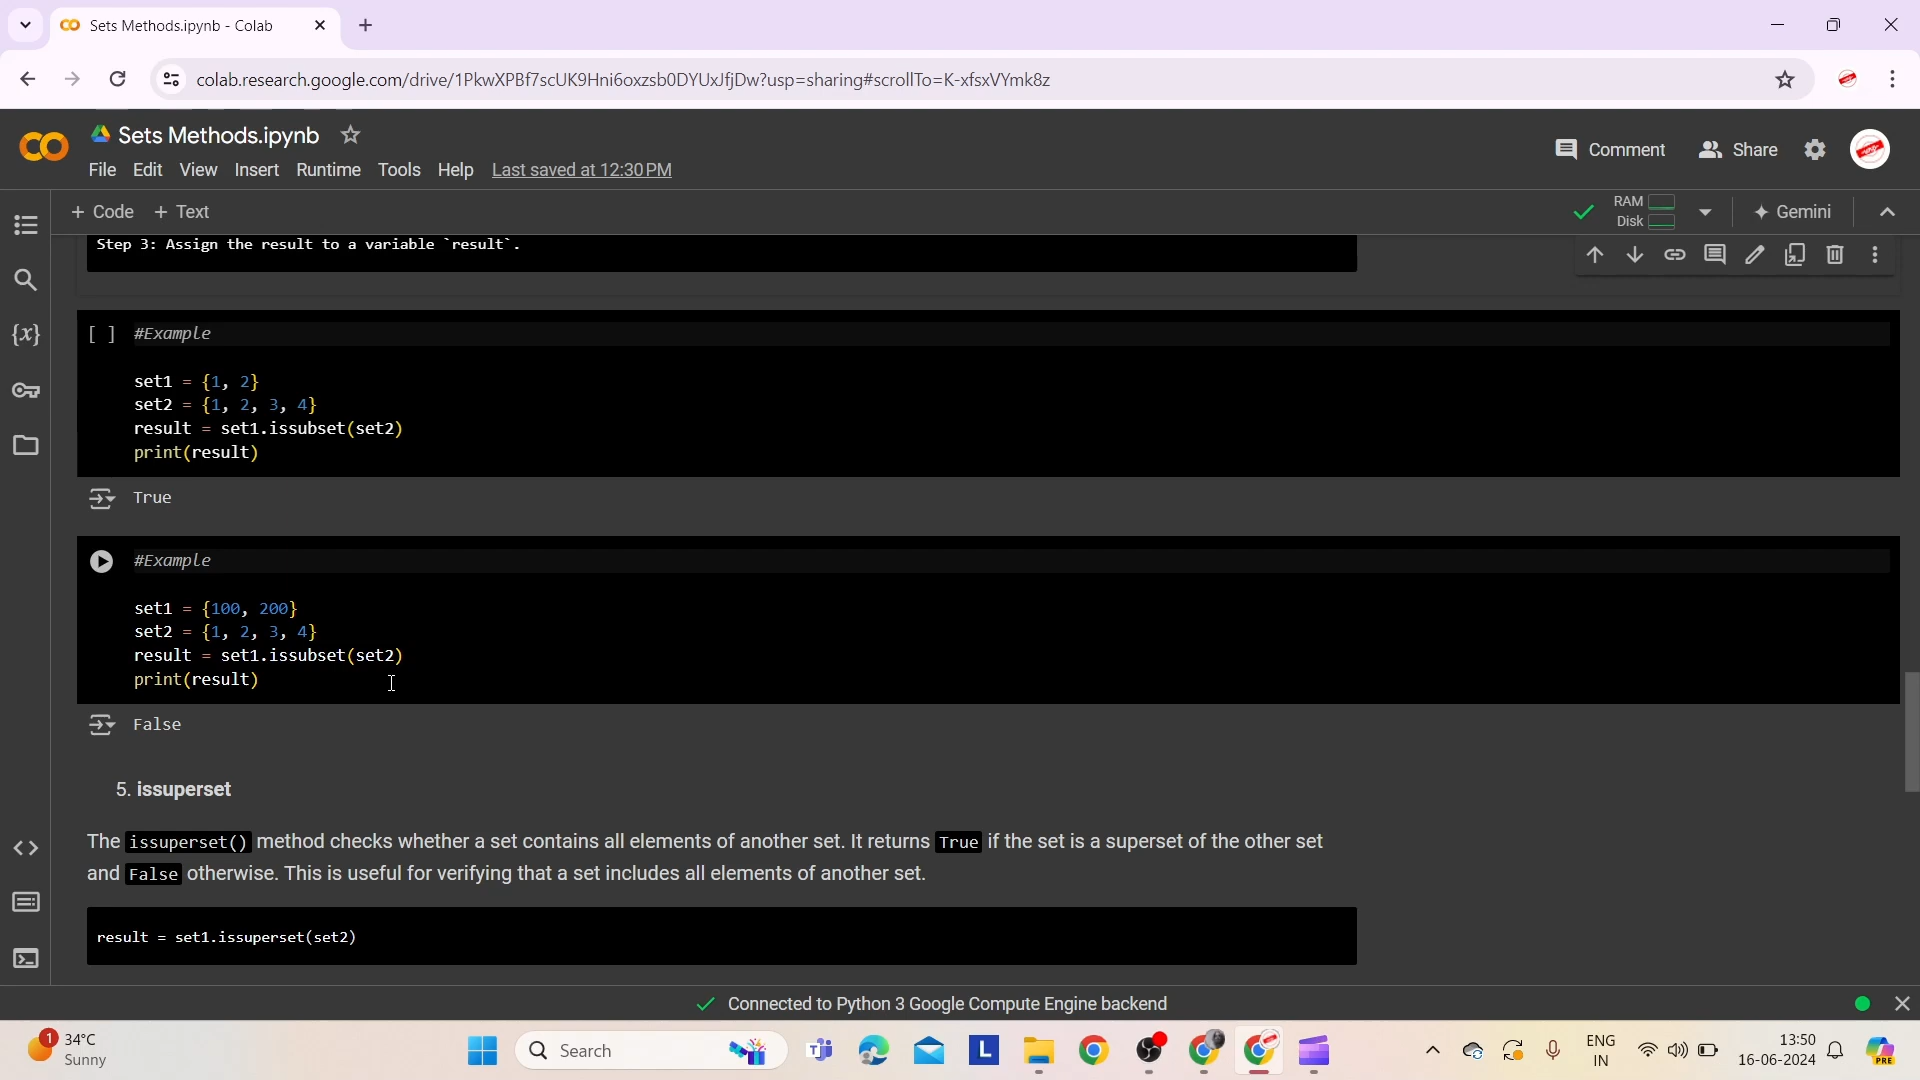 Sets Methods.ipynb - Colab
colab.research.google.com/drive/1PkwXPBf7scUK9Hni6oxzsb0DYUxJfjDw?usp=sharing#scrollTo=K-xfsxVYmk8z
Sets Methods.ipynb
File Edit View Insert Runtime Tools Help Last saved at 12:30 PM
Comment Share
+ Code + Text
RAM
Disk
Gemini
Step 3: Assign the result to a variable `result`.
[ ] #Example
set1 = {1, 2}
set2 = {1, 2, 3, 4}
result = set1.issubset(set2)
print(result)
True
#Example
set1 = {100, 200}
set2 = {1, 2, 3, 4}
result = set1.issubset(set2)
print(result)
False
5. issuperset
The issuperset() method checks whether a set contains all elements of another set. It returns True if the set is a superset of the other set
and False otherwise. This is useful for verifying that a set includes all elements of another set.
result = set1.issuperset(set2)
Connected to Python 3 Google Compute Engine backend
1
34°C
Sunny
Search
L
ENG
IN
13:50
16-06-2024
PRE